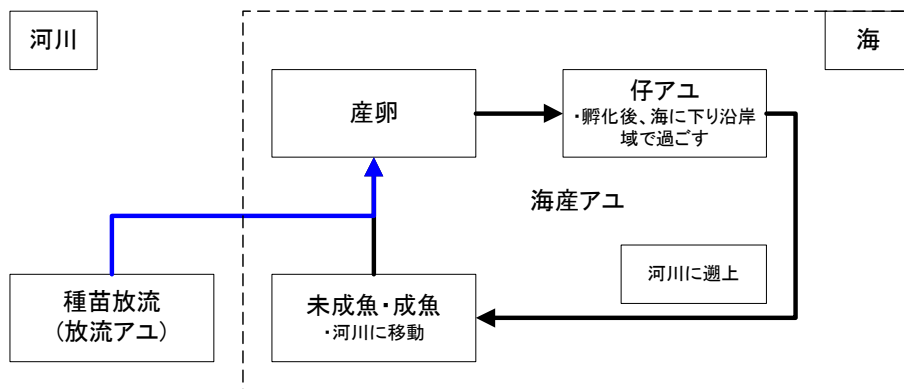 河川
海
産卵
仔アユ
・孵化後、海に下り沿岸
域で過ごす
海産アユ
河川に遡上
種苗放流
(放流アユ)
未成魚・成魚
・河川に移動